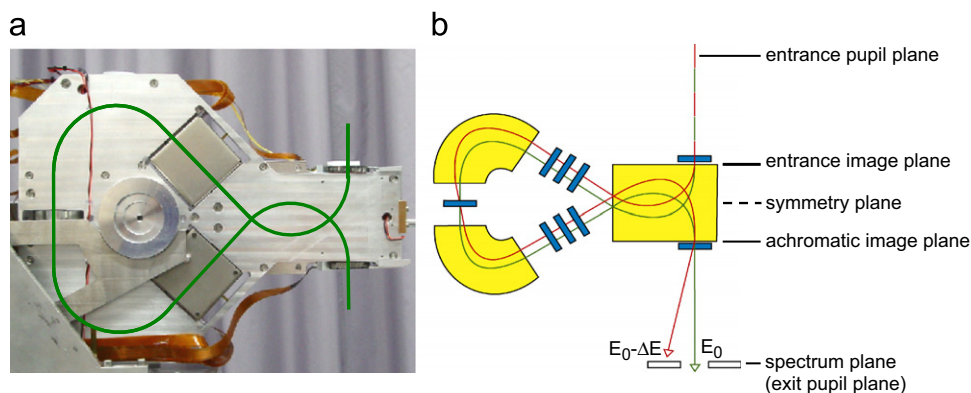 a
b
entrance pupil plane
entrance image plane
symmetry plane
achromatic image plane
E0-ΔE
E0
spectrum plane
(exit pupil plane)